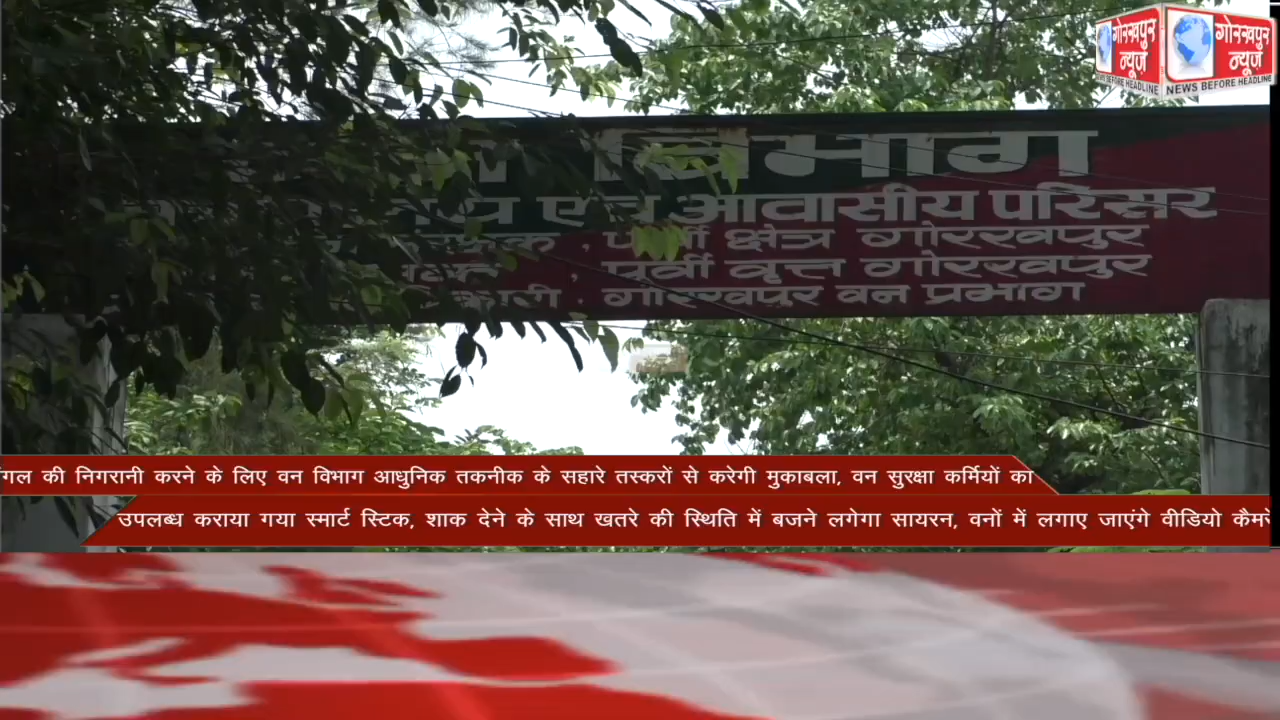 गोरखपुर न्यूज़ गोरखपुर न्यूज़
NEWS BEFORE HEADLINE NEWS BEFORE HEADLINE
विभाग
एवं आवासीय परिसर
पूर्वी क्षेत्र गोरखपुर
पूर्वी वृत्त गोरखपुर
गोरखपुर वन प्रभाग
की निगरानी करने के लिए वन विभाग आधुनिक तकनीक के सहारे तस्करों से करेगी मुकाबला, वन सुरक्षा कर्मियों को
उपलब्ध कराया गया स्मार्ट स्टिक, शाक देने के साथ खतरे की स्थिति में बजने लगेगा सायरन, वनों में लगाए जाएंगे वीडियो कैमरे